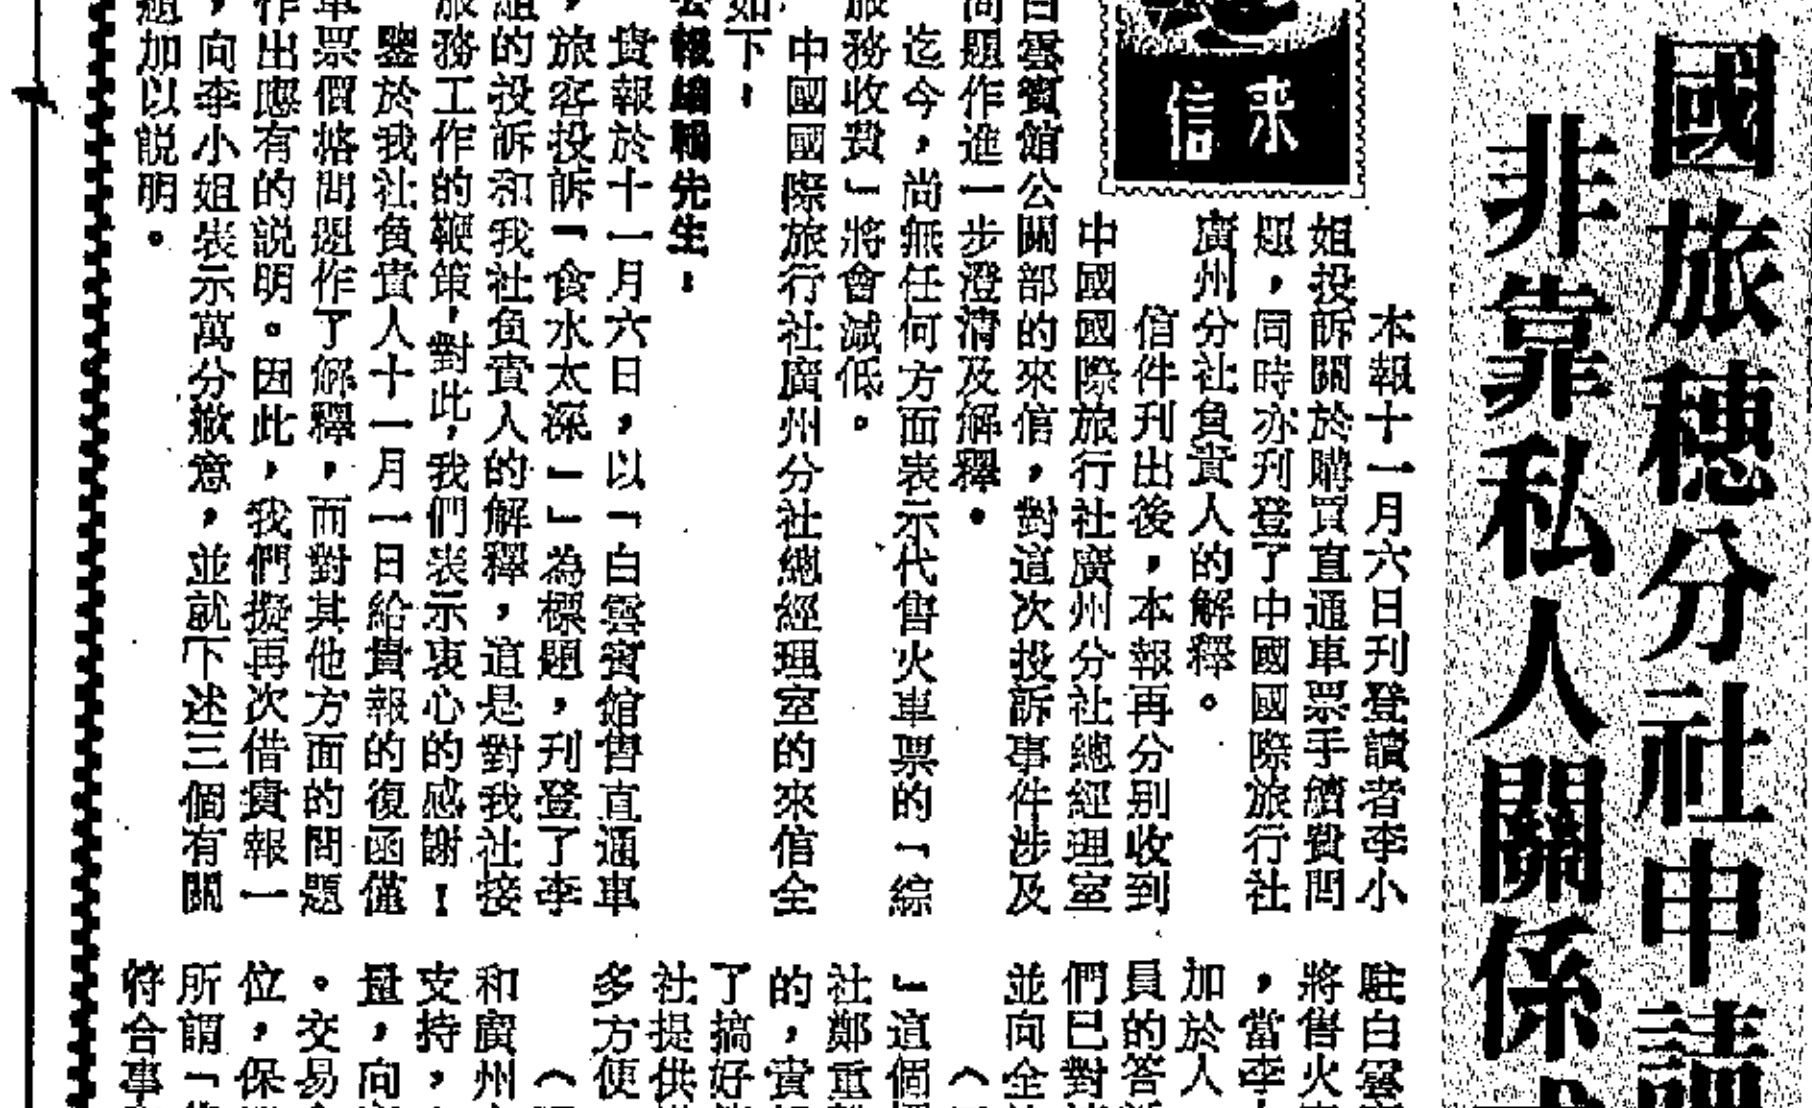 國旅穗分社申請
非靠私人關係
来信
本報十一月六日刊登讀者李小
姐投訴關於購買直通車票手續費問
題，同時亦刊登了中國國際旅行社
廣州分社負責人的解釋。
信件刊出後，本報再分別收到
中國國際旅行社廣州分社總經理室
白雲賓館公關部的來信，對這次投訴事件涉及
問題作進一步澄清及解釋。
迄今，尚無任何方面表示代售火車票的「綜
服務收費」將會減低。
中國國際旅行社廣州分社總經理室的來信全
如下：
公報編輯先生：
貴報於十一月六日，以「白雲賓館售直通車
，旅客投訴「食水太深」」為標題，刊登了李
組的投訴和我社負責人的解釋，這是對我社接
服務工作的鞭策，對此，我們表示衷心的感謝！
鑒於我社負責人十一月一日給貴報的復函僅
車票價格問題作了解釋，而對其他方面的問題
作出應有的說明。因此，我們擬再次借貴報一
，向李小姐表示萬分歉意，並就下述三個有關
題加以說明。
駐白雲
將售火車
，當李
加於人
員的答
們已對
並向全
（
」這個
社鄭重
的，責
了搞好
社提供
多方便
（
和廣州
支持，
量，向
。交易
位，保
所謂「
符合事